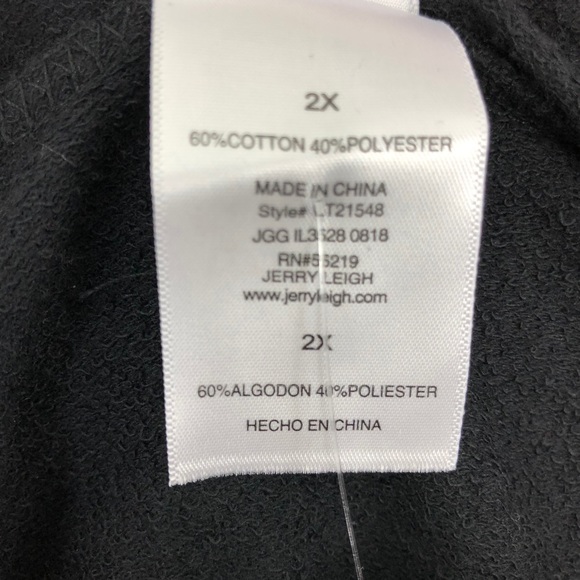 2X
60%COTTON 40%POLYESTER
MADE IN CHINA
Style#
JGG IL3528 0818
RN#56219
JERRY LEIGH
www.jerryleigh.com
2X
60%ALGODON 40%POLIESTER
HECHO EN CHINA